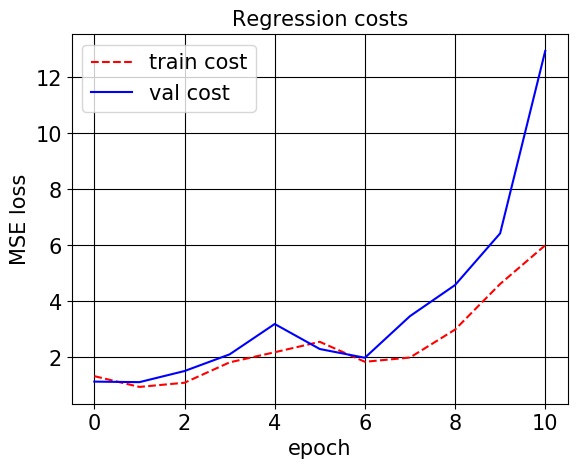 Regression costs
train cost
val cost
MSE loss
12
10
8
6
4
2
0 2 4 6 8 10
epoch